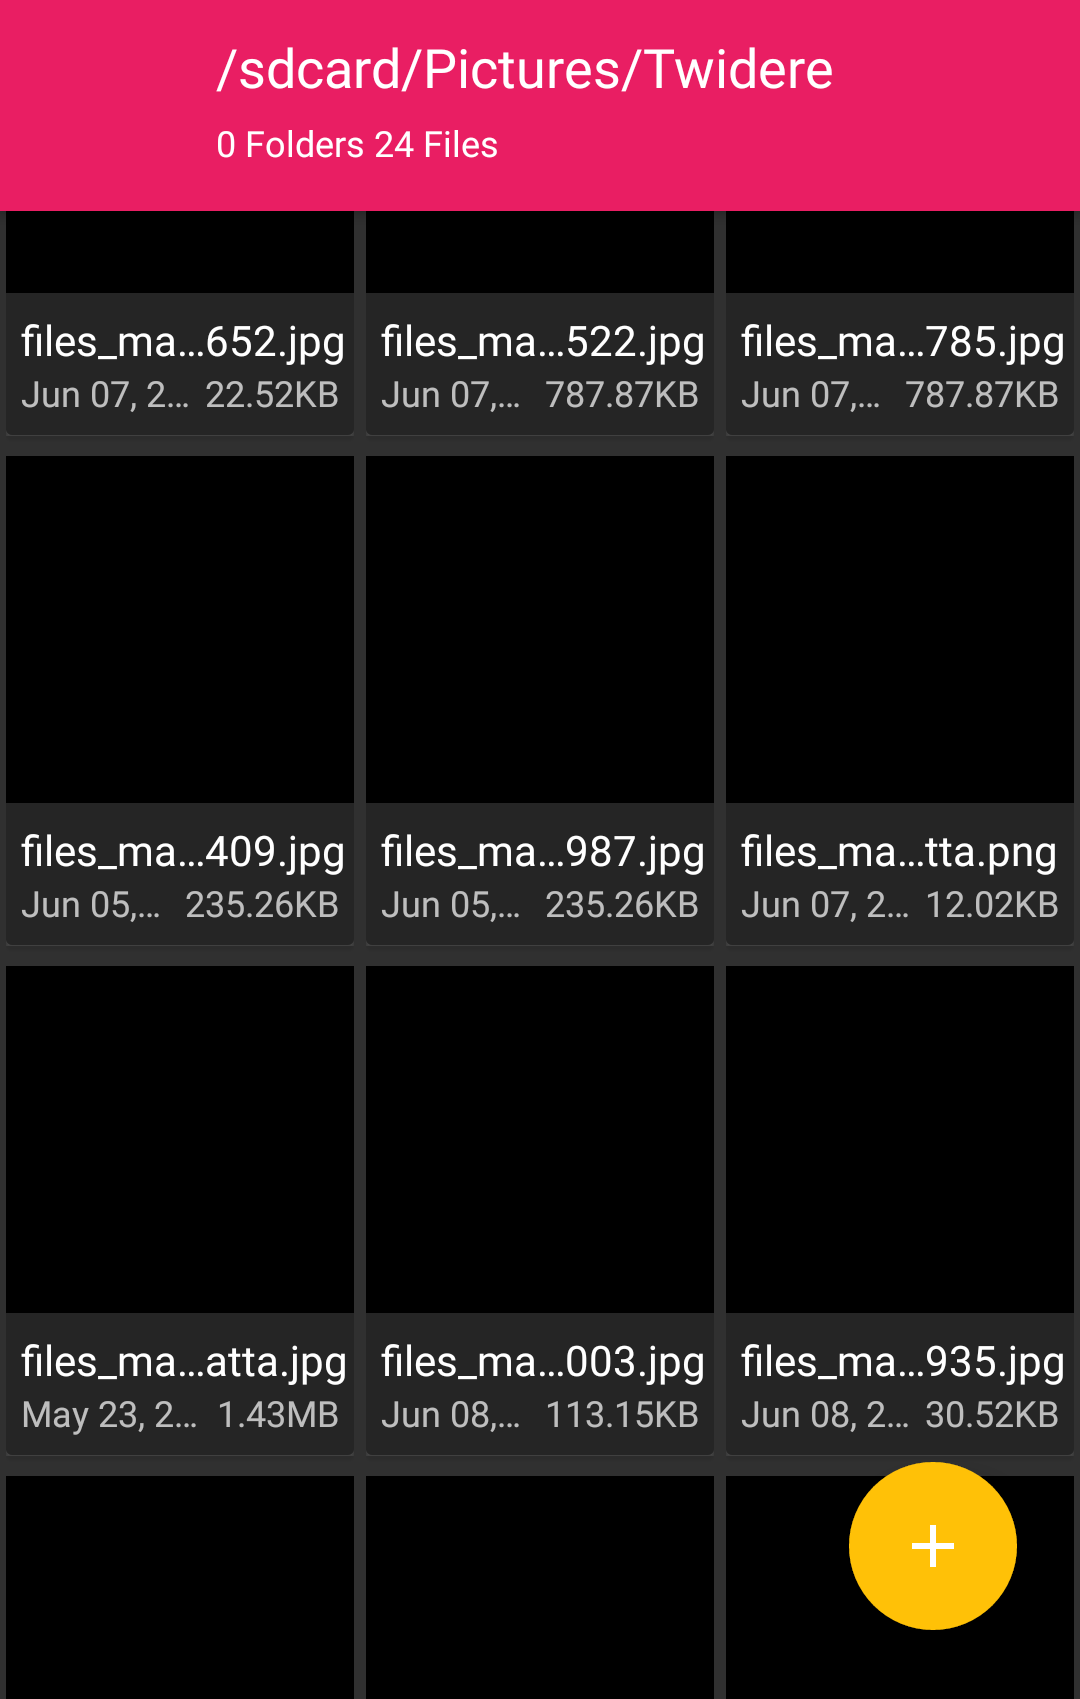 /sdcard/Pictures/Twidere
0 Folders 24 Files
files_ma...652.jpg files_ma...522.jpg files_ma...785.jpg
Jun 07, 2... 22.52KB Jun 07,... 787.87KB Jun 07,... 787.87KB
files_ma...409.jpg files_ma...987.jpg files_ma...tta.png
Jun 05,... 235.26KB Jun 05,... 235.26KB Jun 07, 2... 12.02KB
files_ma...atta.jpg files_ma...003.jpg files_ma...935.jpg
May 23, 2... 1.43MB Jun 08,... 113.15KB Jun 08, 2... 30.52KB